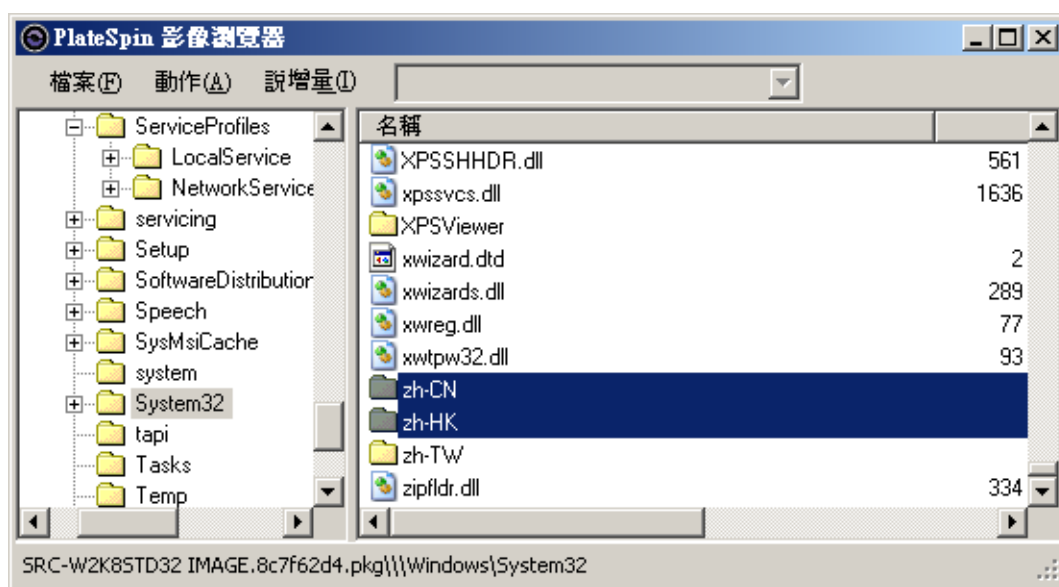 PlateSpin 影像瀏覽器
檔案(F) 動作(A) 說增量(I)
ServiceProfiles
LocalService
NetworkService
servicing
Setup
SoftwareDistribution
Speech
SysMsiCache
system
System32
tapi
Tasks
Temp
名稱
XPSSHHDR.dll 561
xpssvcs.dll 1636
XPSViewer
xwizard.dtd 2
xwizards.dll 289
xwreg.dll 77
xwtpw32.dll 93
zh-CN
zh-HK
zh-TW
zipfldr.dll 334
SRC-W2K8STD32 IMAGE.8c7f62d4.pkg\\\Windows\System32